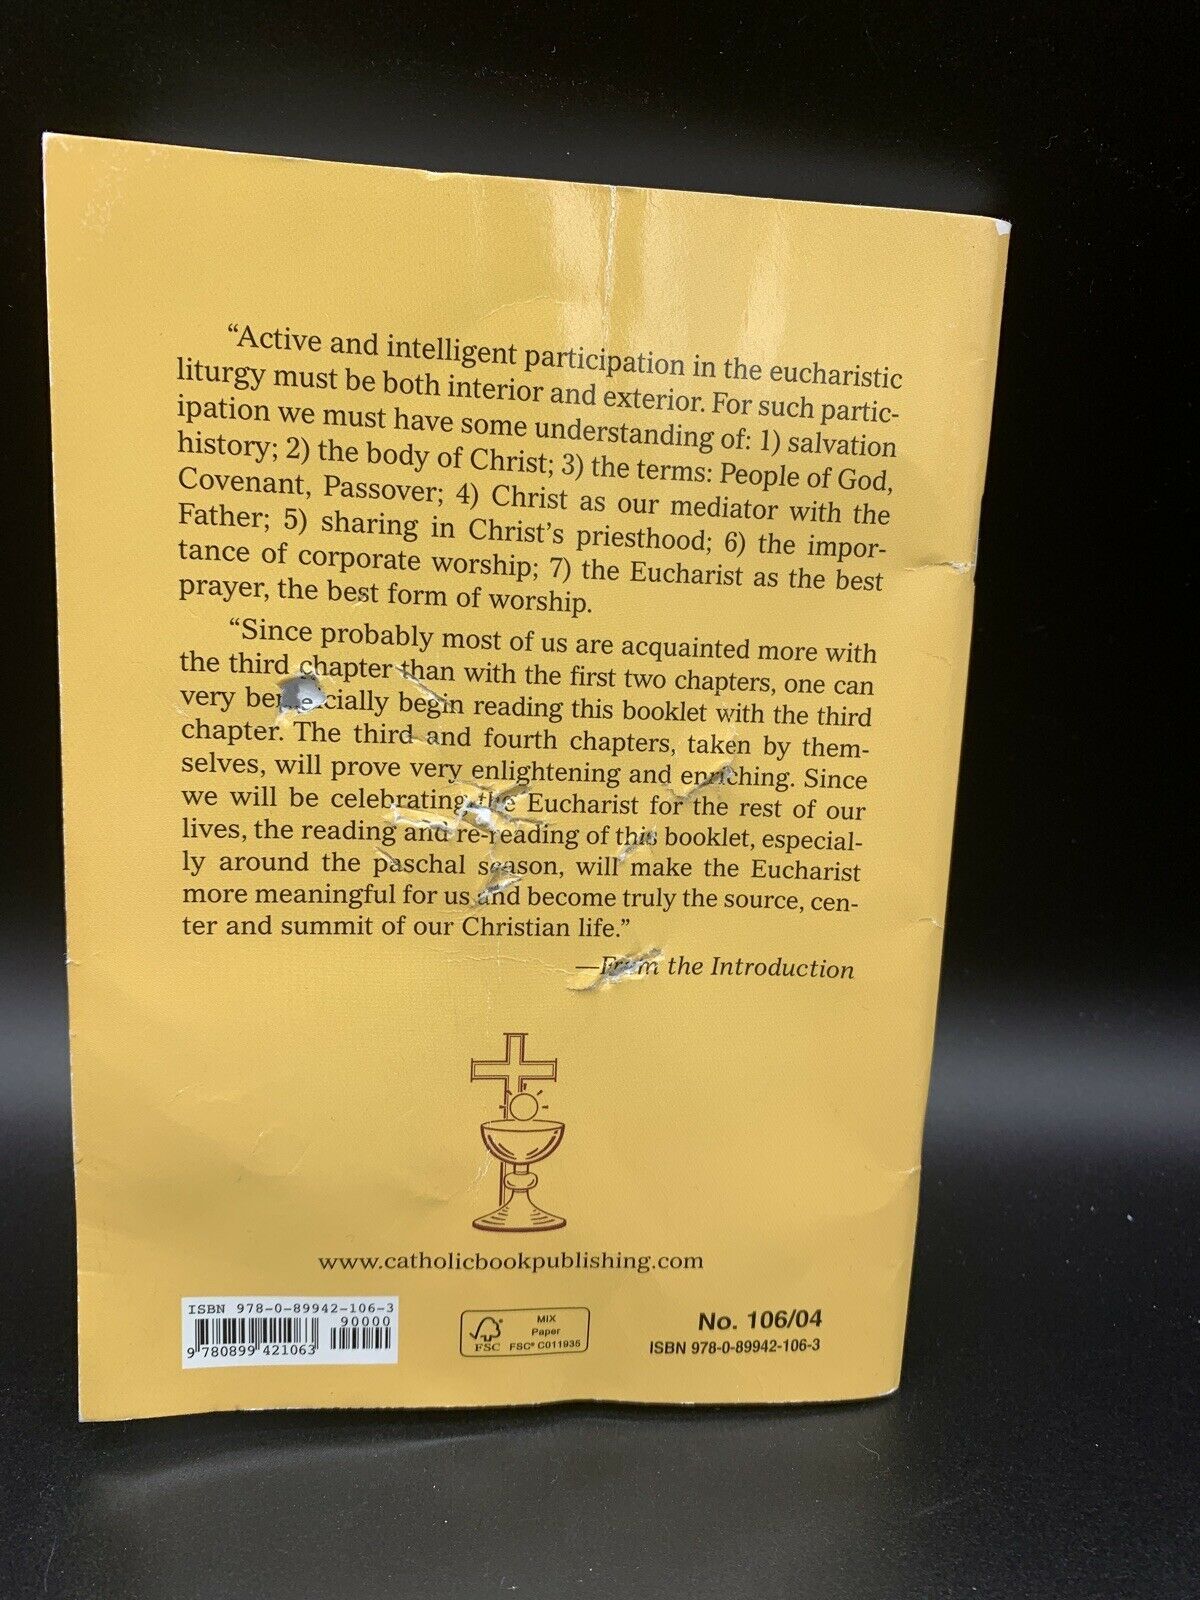 “Active and intelligent participation in the eucharistic
liturgy must be both interior and exterior. For such partic-
ipation we must have some understanding of: 1) salvation
history; 2) the body of Christ; 3) the terms: People of God,
Covenant, Passover; 4) Christ as our mediator with the
Father; 5) sharing in Christ’s priesthood; 6) the impor-
tance of corporate worship; 7) the Eucharist as the best
prayer, the best form of worship.
“Since probably most of us are acquainted more with
the third chapter than with the first two chapters, one can
very begin reading this booklet with the third
chapter. The third and fourth chapters, taken by them-
selves, will prove very enlightening and enriching. Since
we will be celebrating the Eucharist for the rest of our
lives, the reading and re-reading of this booklet, especial-
ly around the paschal season, will make the Eucharist
more meaningful for us and become truly the source, cen-
ter and summit of our Christian life.”
—From the Introduction
www.catholicbookpublishing.com
ISBN 978-0-89942-106-3
90000
9 780899 421063
FSC
MIX
Paper
FSC® C011935
No. 106/04
ISBN 978-0-89942-106-3